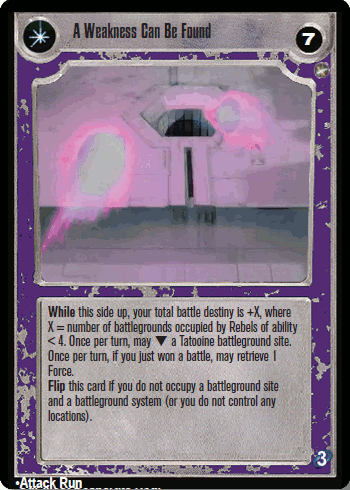 A Weakness Can Be Found
7
While this side up, your total battle destiny is +X, where
X = number of battlegrounds occupied by Rebels of ability
< 4. Once per turn, may ▼ a Tatooine battleground site.
Once per turn, if you just won a battle, may retrieve 1
Force.
Flip this card if you do not occupy a battleground site
and a battleground system (or you do not control any
locations).
3
•Attack Run